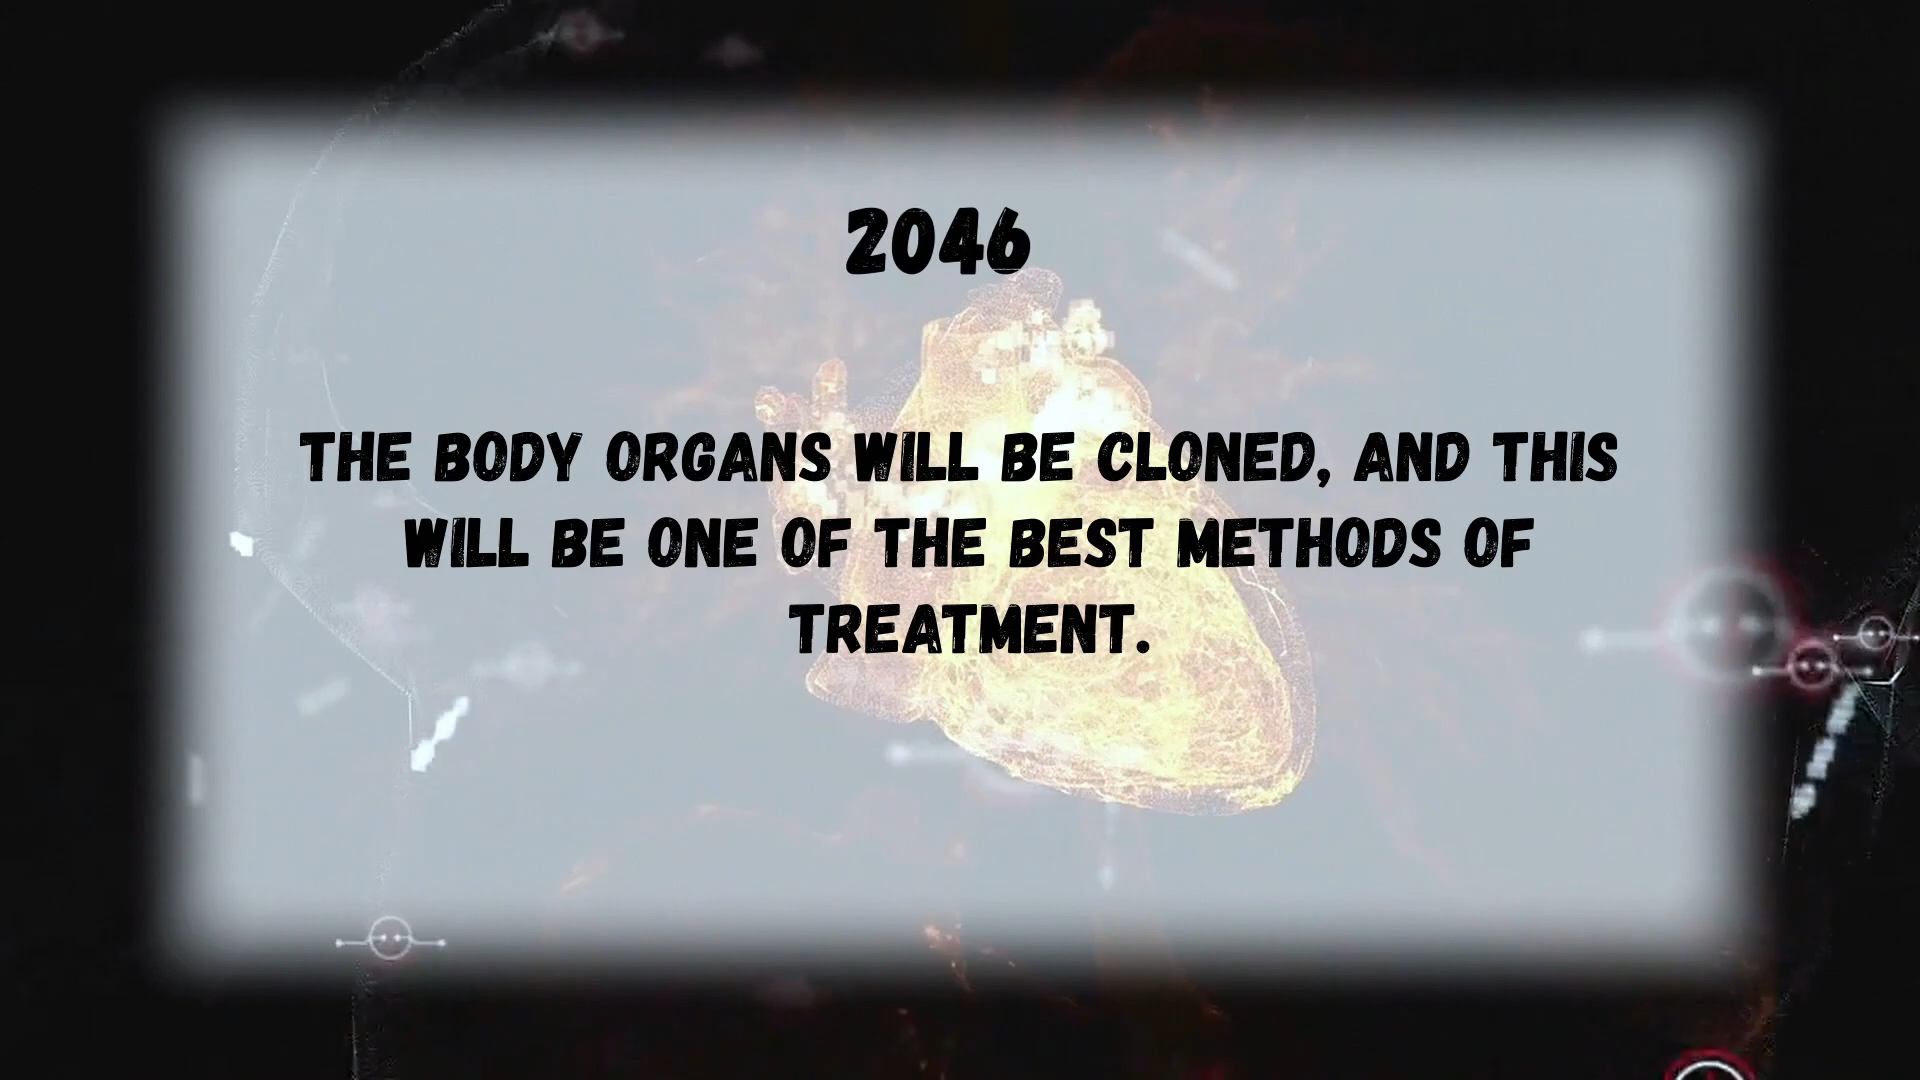 2046
THE BODY ORGANS WILL BE CLONED, AND THIS
WILL BE ONE OF THE BEST METHODS OF
TREATMENT.